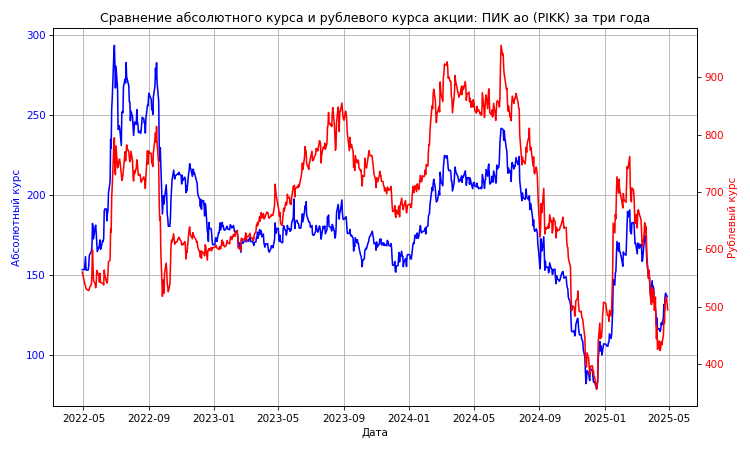 Сравнение абсолютного курса и рублевого курса акции: ПИК ао (PIKK) за три года
Абсолютный курс
300
250
200
150
100
Рублевый курс
900
800
700
600
500
400
2022-05 2022-09 2023-01 2023-05 2023-09 2024-01 2024-05 2024-09 2025-01 2025-05
Дата